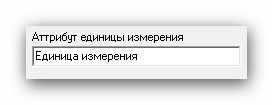 Аттрибут единицы измерения
Единица измерения